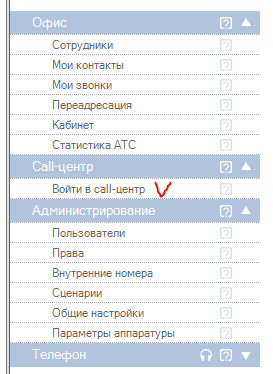 Офис
Сотрудники
Мои контакты
Мои звонки
Переадресация
Кабинет
Статистика АТС
Call-центр
Войти в call-центр
Администрирование
Пользователи
Права
Внутренние номера
Сценарии
Общие настройки
Параметры аппаратуры
Телефон